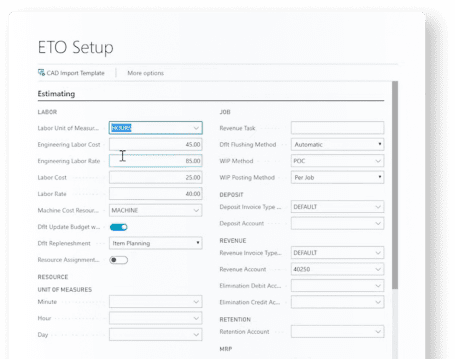 ETO Setup
CAD Import Template More options
Estimating
LABOR
Labor Unit of Measur... HOURS
Engineering Labor Cost 45.00
Engineering Labor Rate 85.00
Labor Cost 25.00
Labor Rate 40.00
Machine Cost Resour... MACHINE
Dflt Update Budget w...
Dflt Replenishment Item Planning
Resource Assignment...
RESOURCE
UNIT OF MEASURES
Minute
Hour
Day
JOB
Revenue Task
Dflt Flushing Method Automatic
WIP Method POC
WIP Posting Method Per Job
DEPOSIT
Deposit Invoice Type ... DEFAULT
Deposit Account
REVENUE
Revenue Invoice Type... DEFAULT
Revenue Account 40250
Elimination Debit Acc...
Elimination Credit Ac...
RETENTION
Retention Account
MRP